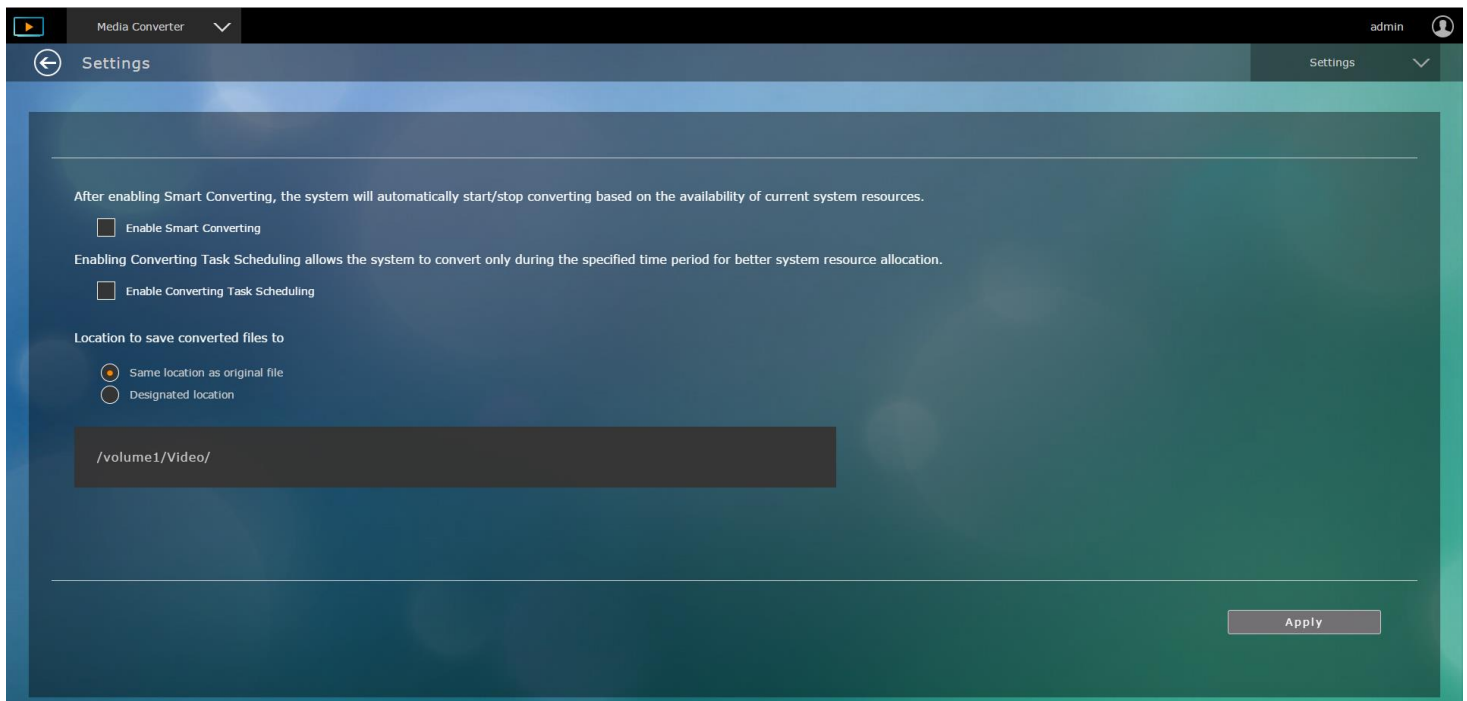 Media Converter
admin
Settings
Settings
After enabling Smart Converting, the system will automatically start/stop converting based on the availability of current system resources.
Enable Smart Converting
Enabling Converting Task Scheduling allows the system to convert only during the specified time period for better system resource allocation.
Enable Converting Task Scheduling
Location to save converted files to
Same location as original file
Designated location
/volume1/Video/
Apply